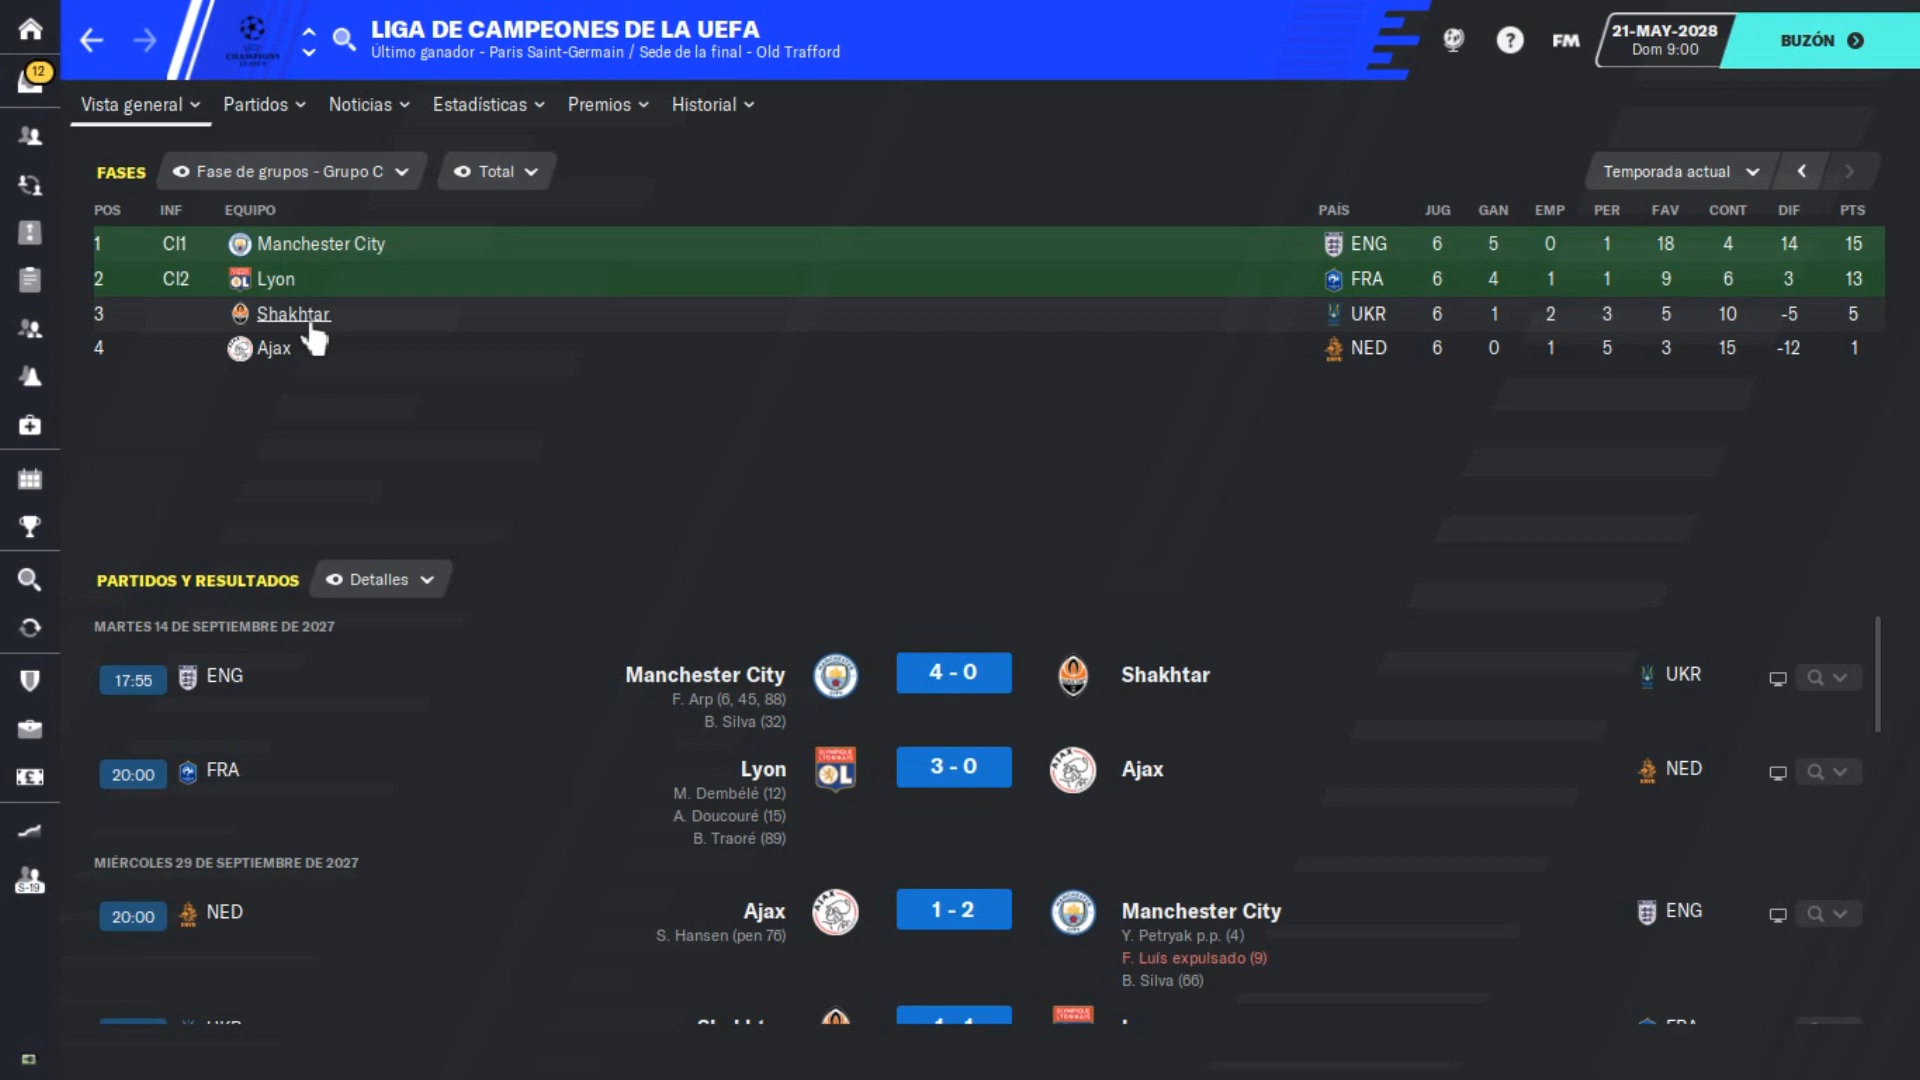 LIGA DE CAMPEONES DE LA UEFA
Último ganador - Paris Saint-Germain / Sede de la final - Old Trafford
FM
21-MAY-2028
Dom 9:00
BUZÓN
12
Vista general Partidos Noticias Estadísticas Premios Historial
FASES Fase de grupos - Grupo C Total Temporada actual
POS INF EQUIPO PAÍS JUG GAN EMP PER FAV CONT DIF PTS
1 CI1 Manchester City ENG 6 5 0 1 18 4 14 15
2 CI2 Lyon FRA 6 4 1 1 9 6 3 13
3 Shakhtar UKR 6 1 2 3 5 10 -5 5
4 Ajax NED 6 0 1 5 3 15 -12 1
PARTIDOS Y RESULTADOS Detalles
MARTES 14 DE SEPTIEMBRE DE 2027
17:55 ENG Manchester City 4 - 0 Shakhtar UKR
F. Arp (6, 45, 88)
B. Silva (32)
20:00 FRA Lyon 3 - 0 Ajax NED
M. Dembélé (12)
A. Doucouré (15)
B. Traoré (89)
MIÉRCOLES 29 DE SEPTIEMBRE DE 2027
S-19
20:00 NED Ajax 1 - 2 Manchester City ENG
S. Hansen (pen 76) Y. Petryak p.p. (4)
F. Luís expulsado (9)
B. Silva (66)